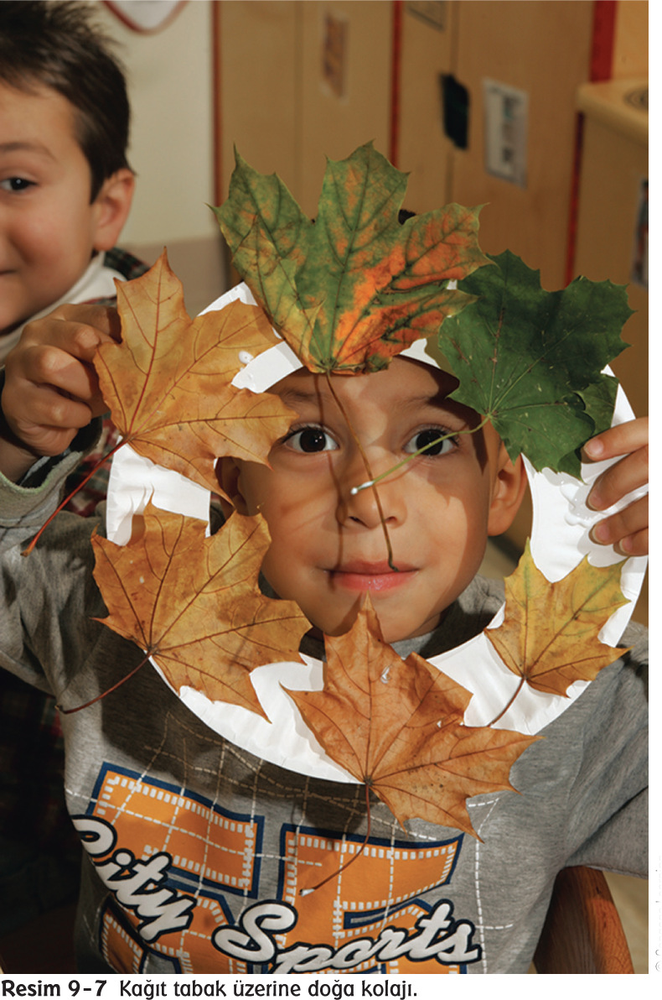 City
Sports
Resim 9-7 Kağıt tabak üzerine doğa kolajı.